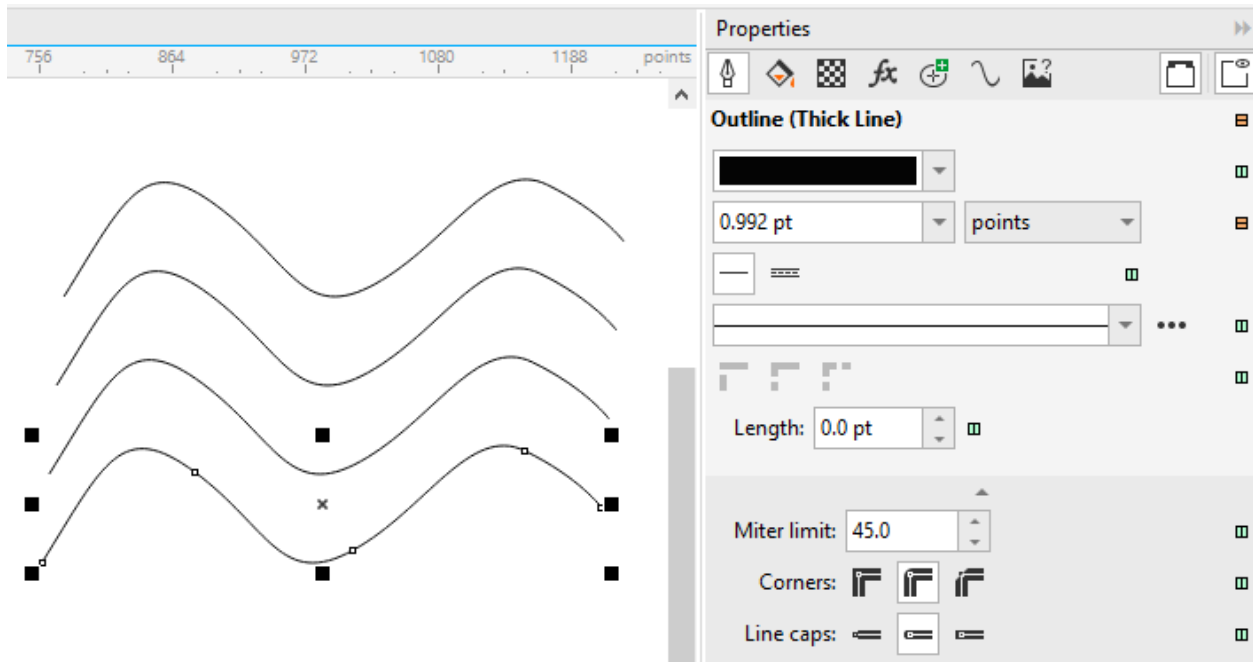 Properties
756 864 972 1080 1188 points
fx ?
Outline (Thick Line)
0.992 pt points
Length: 0.0 pt
Miter limit: 45.0
Corners:
Line caps: